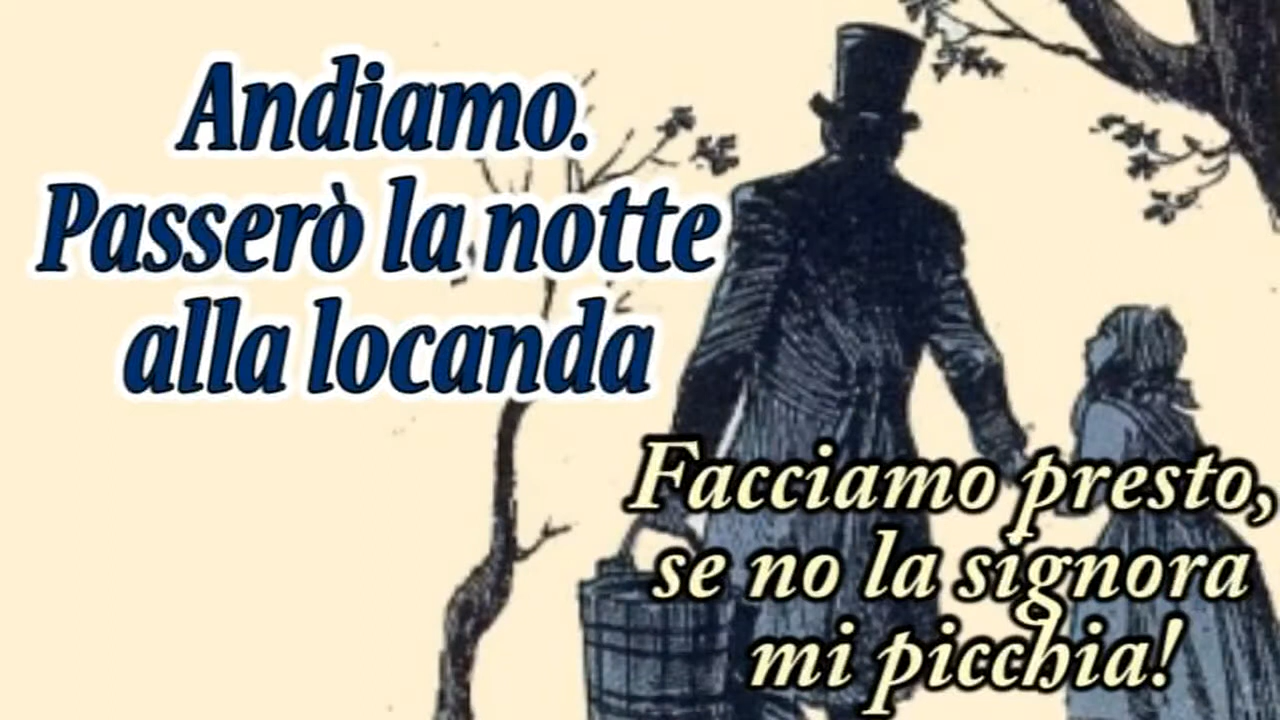 Andiamo.
Passerò la notte
alla locanda
Facciamo presto,
se no la signora
mi picchia!